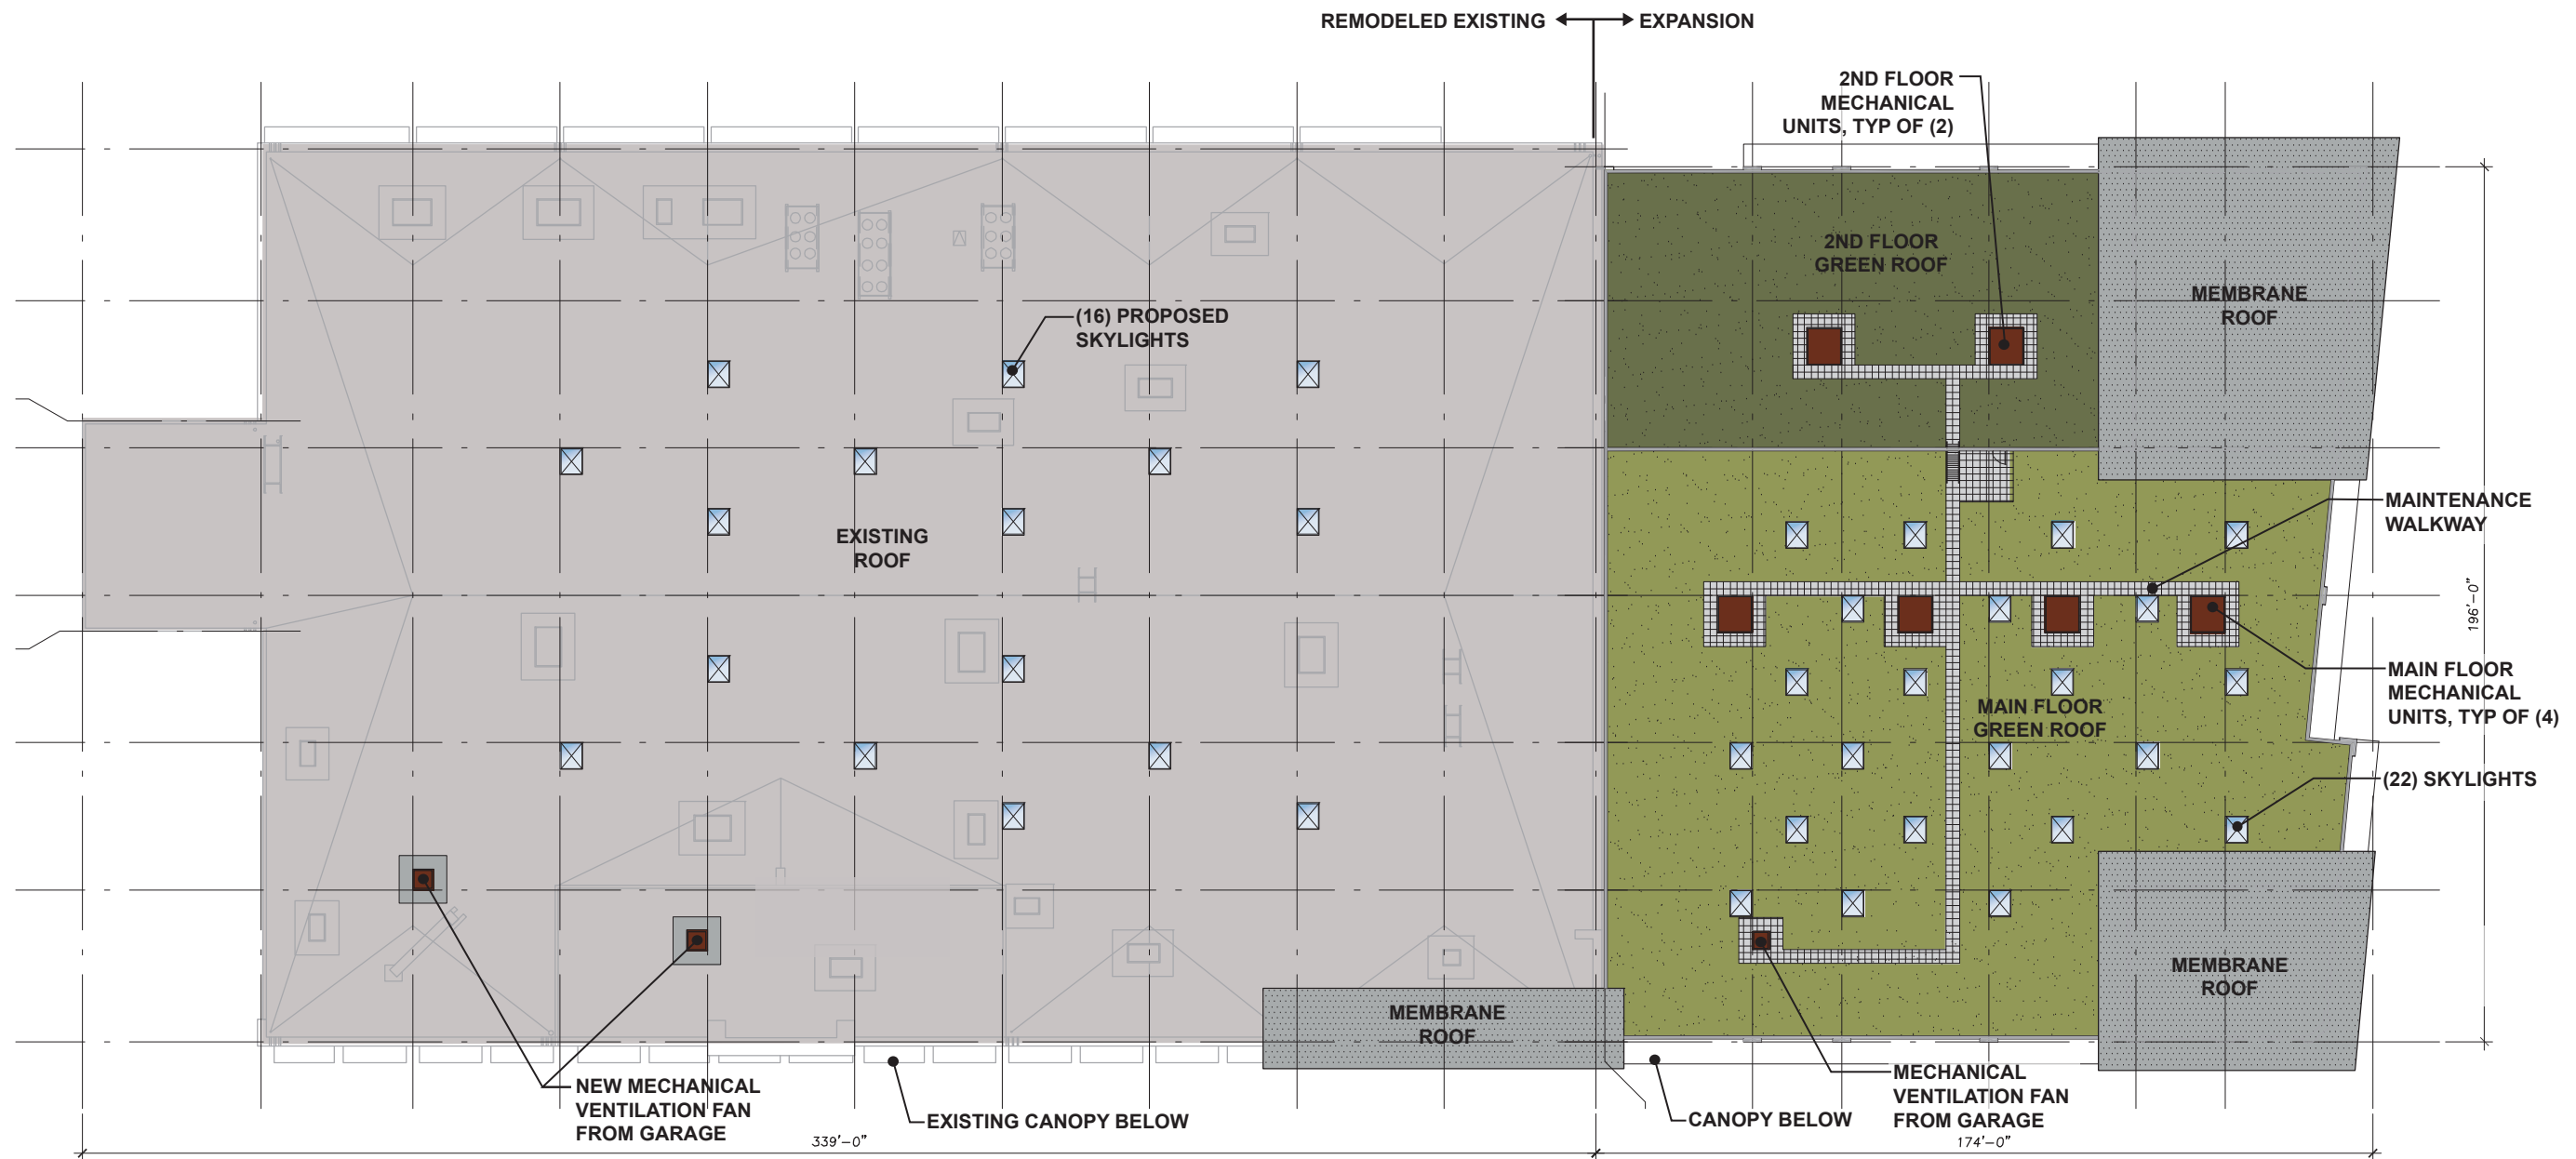 REMODELED EXISTING
EXPANSION
2ND FLOOR
MECHANICAL
UNITS, TYP OF (2)
2ND FLOOR
GREEN ROOF
MEMBRANE
ROOF
(16) PROPOSED
SKYLIGHTS
EXISTING
ROOF
MAINTENANCE
WALKWAY
196'-0"
MAIN FLOOR
MECHANICAL
UNITS, TYP OF (4)
MAIN FLOOR
GREEN ROOF
(22) SKYLIGHTS
MEMBRANE
ROOF
MEMBRANE
ROOF
NEW MECHANICAL
VENTILATION FAN
FROM GARAGE
EXISTING CANOPY BELOW
CANOPY BELOW
MECHANICAL
VENTILATION FAN
FROM GARAGE
339'-0"
174'-0"